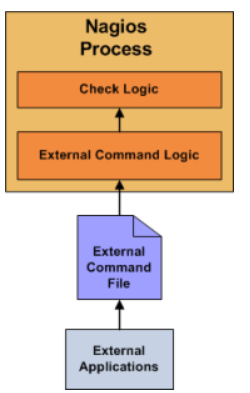 Nagios
Process
Check Logic
External Command Logic
External
Command
File
External
Applications